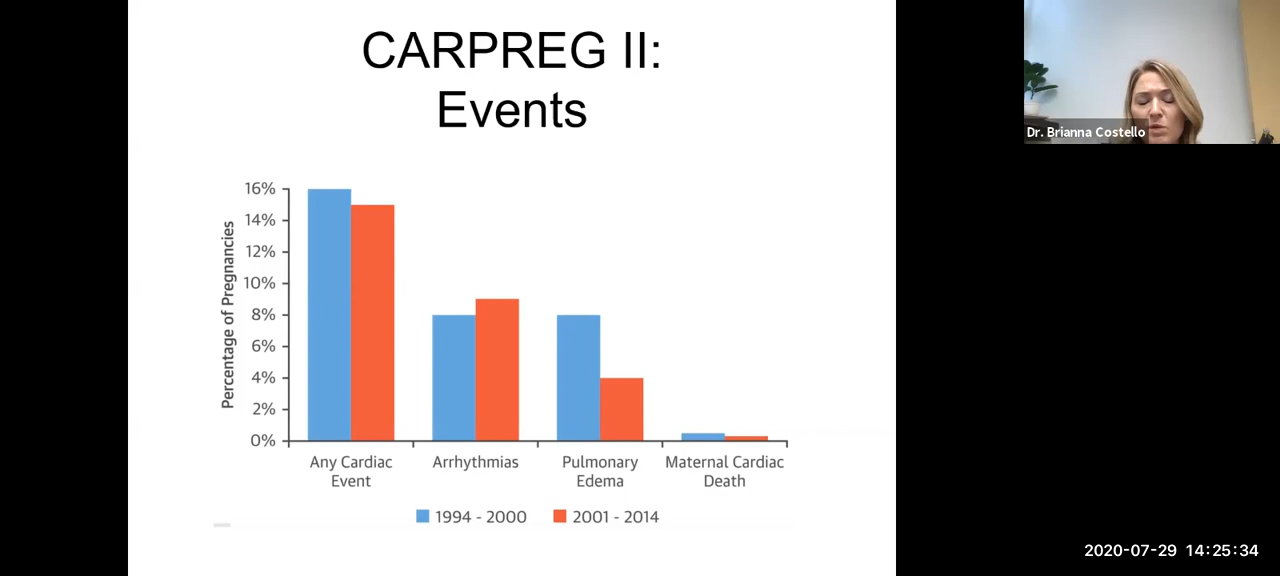 CARPREG II:
Events
Dr. Brianna Costello
Percentage of Pregnancies
16%
14%
12%
10%
8%
6%
4%
2%
0%
Any Cardiac
Event
Arrhythmias
Pulmonary
Edema
Maternal Cardiac
Death
1994 - 2000
2001 - 2014
2020-07-29 14:25:34